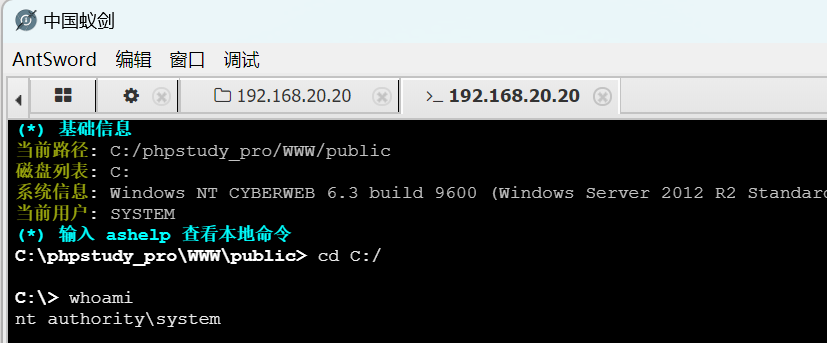 中国蚁剑
AntSword 编辑 窗口 调试
192.168.20.20 >_ 192.168.20.20
(*) 基础信息
当前路径: C:/phpstudy_pro/WWW/public
磁盘列表: C:
系统信息: Windows NT CYBERWEB 6.3 build 9600 (Windows Server 2012 R2 Standard
当前用户: SYSTEM
(*) 输入 ashelp 查看本地命令
C:\phpstudy_pro\WWW\public> cd C:/
C:\> whoami
nt authority\system